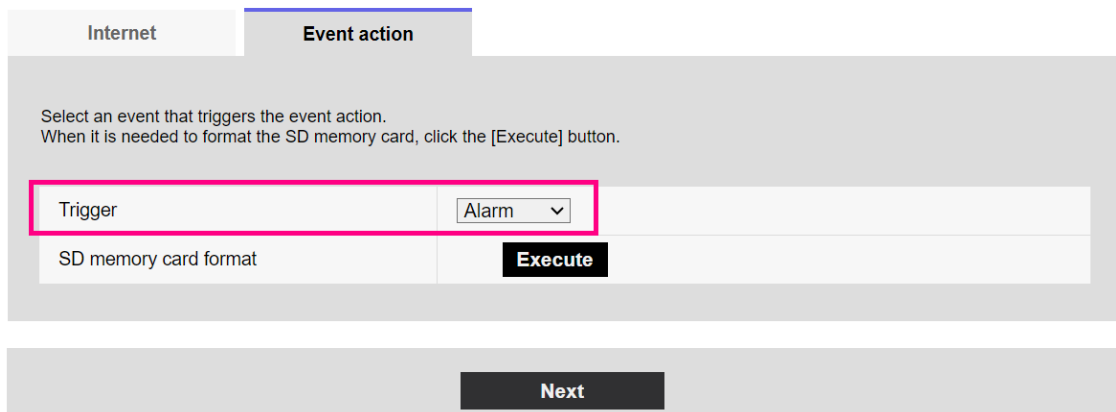 Internet
Event action
Select an event that triggers the event action.
When it is needed to format the SD memory card, click the [Execute] button.
Trigger
Alarm
SD memory card format
Execute
Next